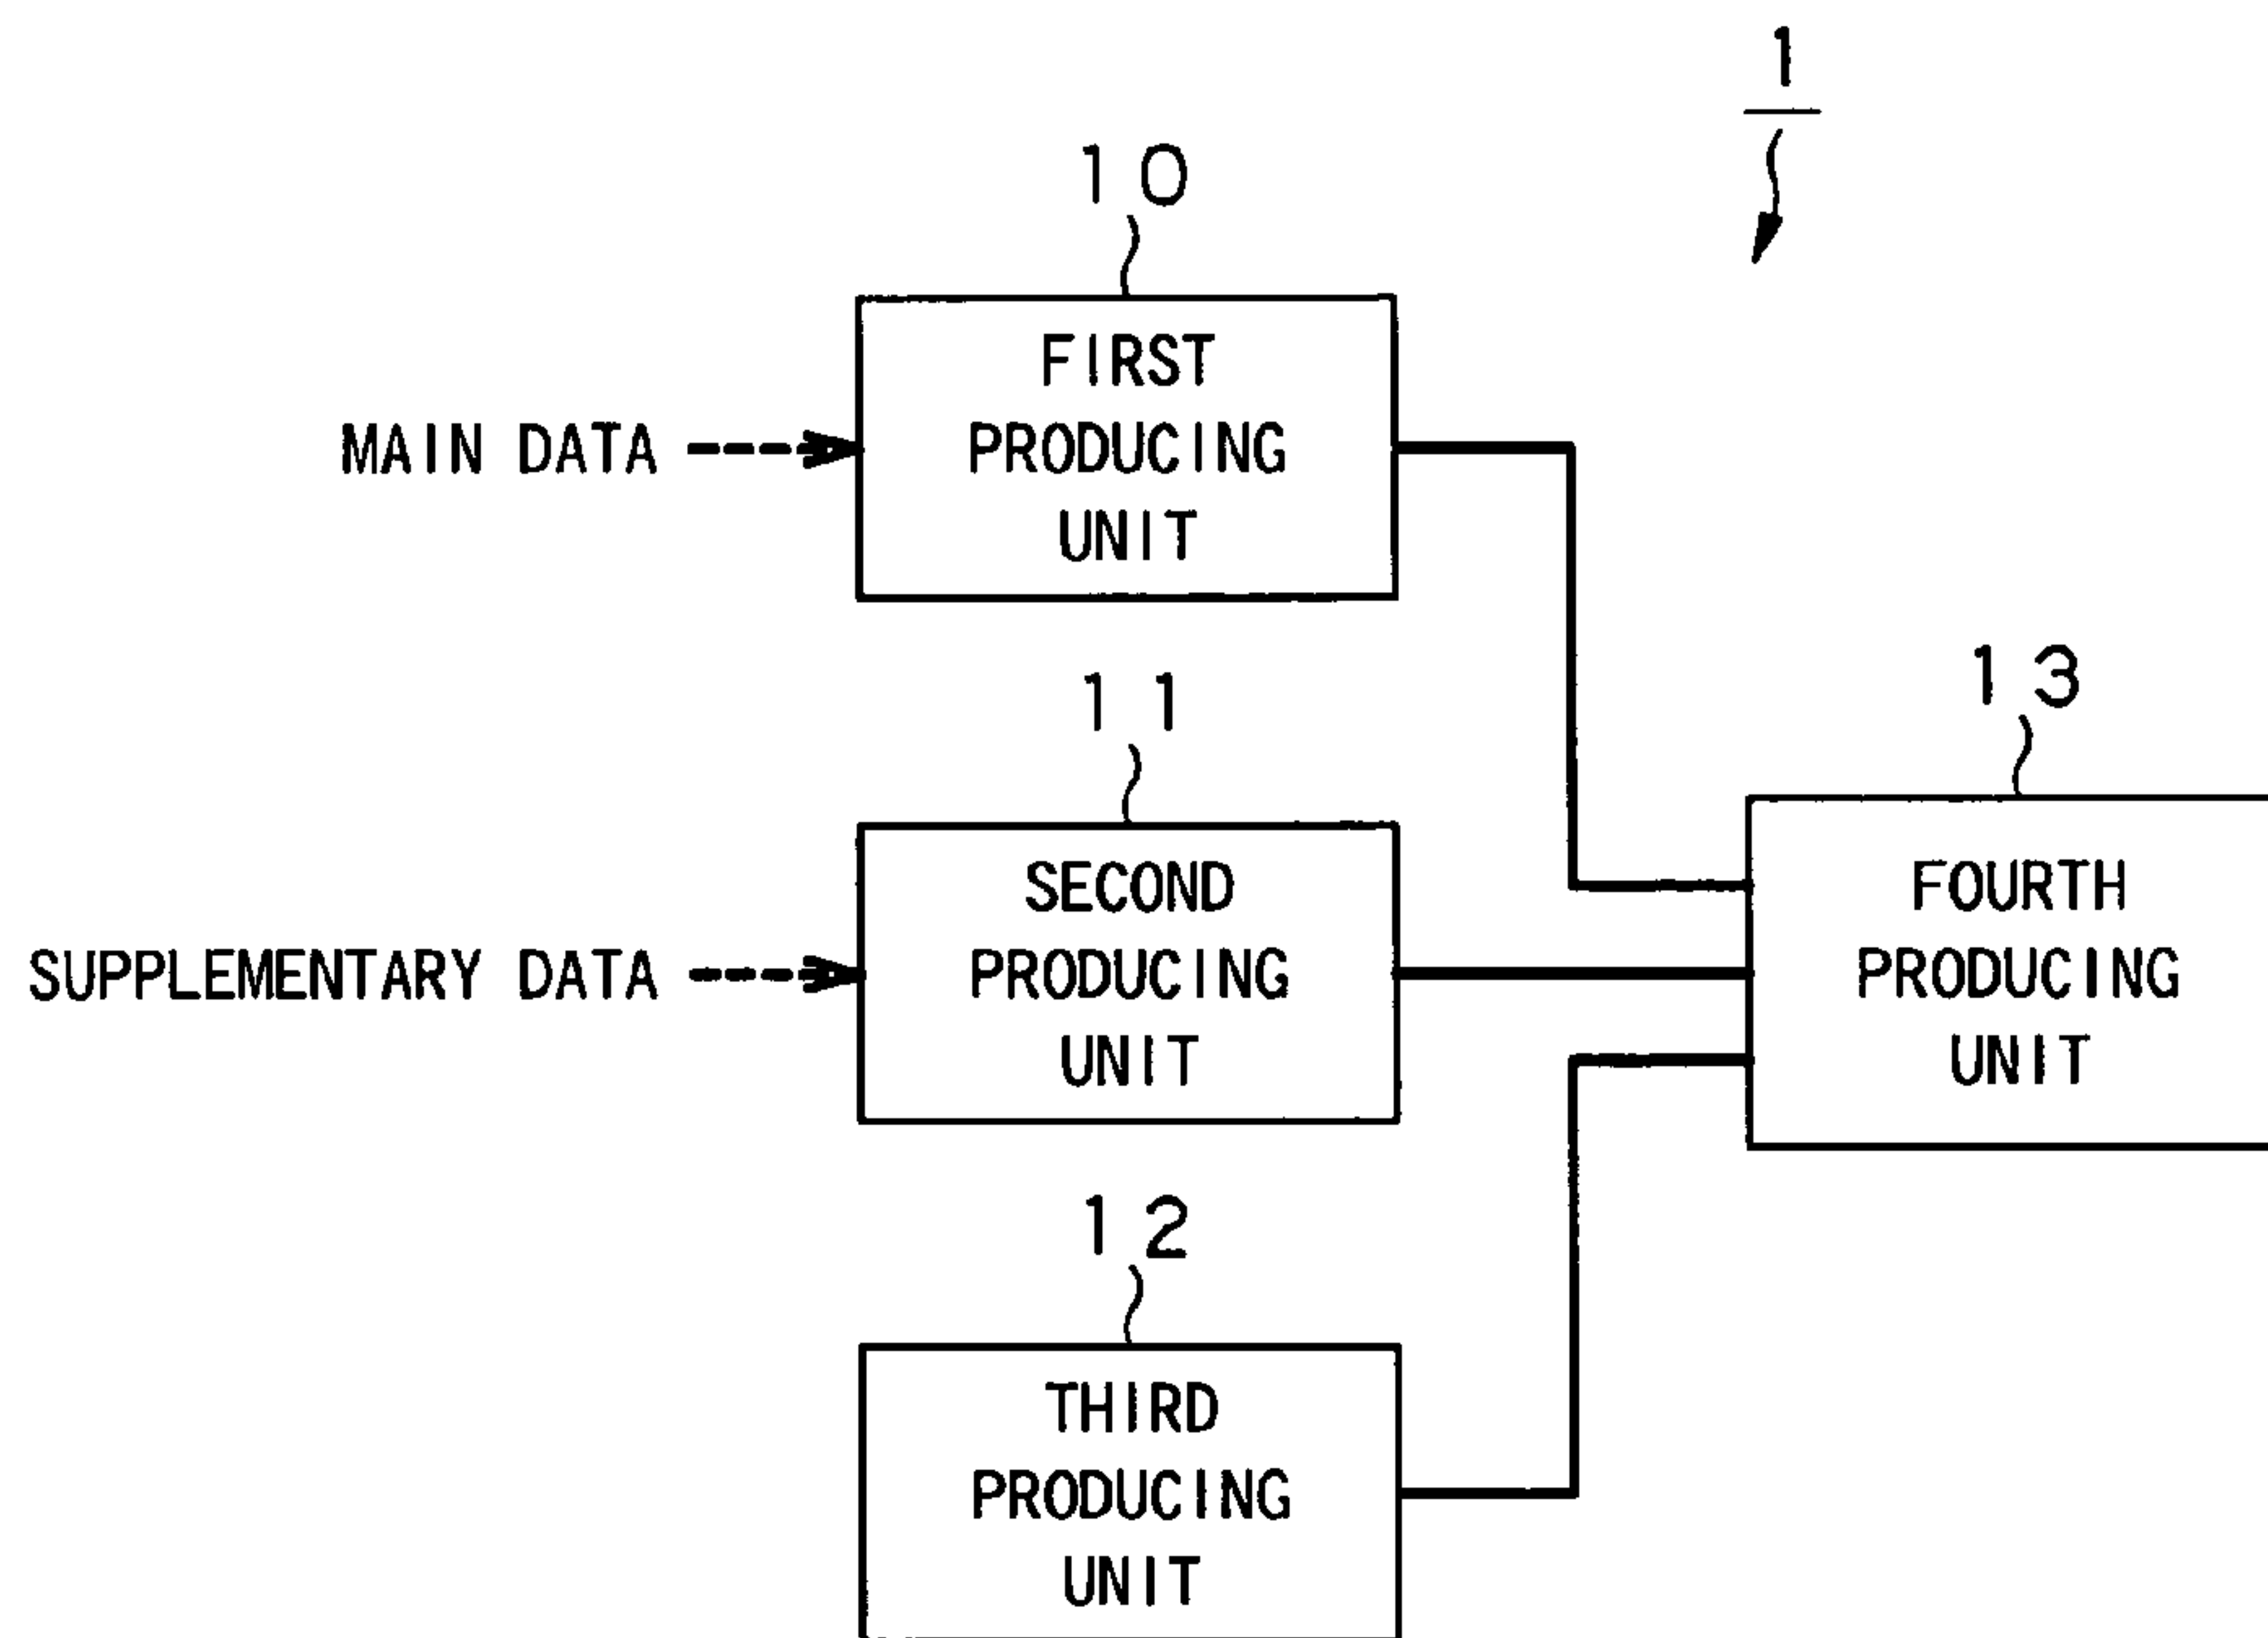 1
10
FIRST
PRODUCING
UNIT
MAIN DATA
11
SECOND
PRODUCING
UNIT
SUPPLEMENTARY DATA
13
FOURTH
PRODUCING
UNIT
12
THIRD
PRODUCING
UNIT